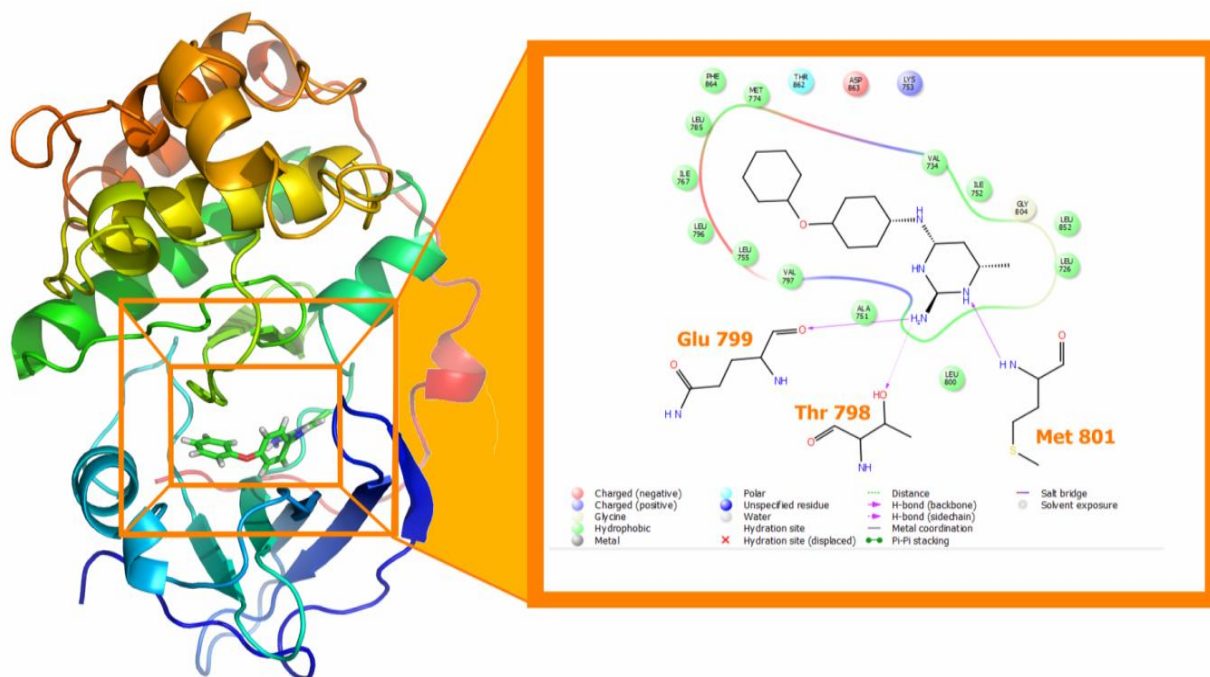 PHE
864
MET
774
THR
862
ASP
863
LYS
753
LEU
785
VAL
734
ILE
767
ILE
752
GLY
804
LEU
852
LEU
796
LEU
755
VAL
797
LEU
726
ALA
751
LEU
800
H
N
O
HN
N
H
H₂N
Glu 799
O
O
NH
H N
Thr 798
HO
O
NH
Met 801
H N
O
S
Charged (negative)
Charged (positive)
Glycine
Hydrophobic
Metal
Polar
Unspecified residue
Water
Hydration site
Hydration site (displaced)
Distance
H-bond (backbone)
H-bond (sidechain)
Metal coordination
Pi-Pi stacking
Salt bridge
Solvent exposure